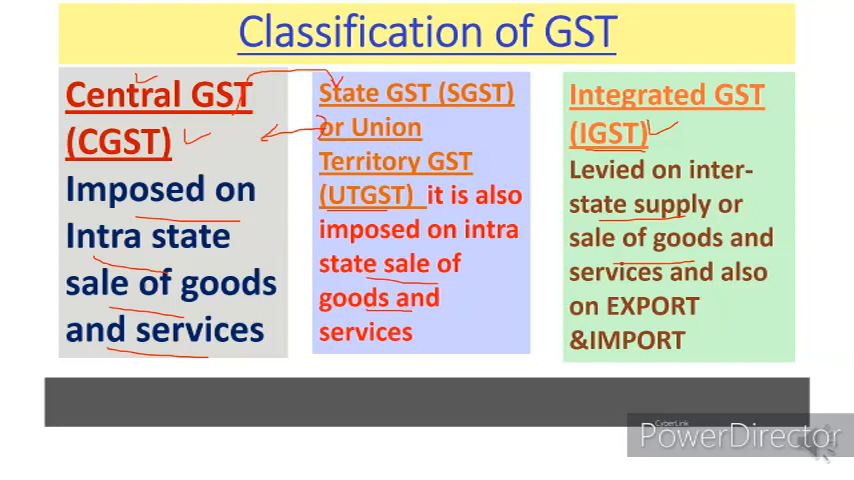 Classification of GST
Central GST
(CGST)
Imposed on
Intra state
sale of goods
and services
State GST (SGST)
or Union
Territory GST
(UTGST) it is also
imposed on intra
state sale of
goods and
services
Integrated GST
(IGST)
Levied on inter-
state supply or
sale of goods and
services and also
on EXPORT
&IMPORT
CyberLink
PowerDirector